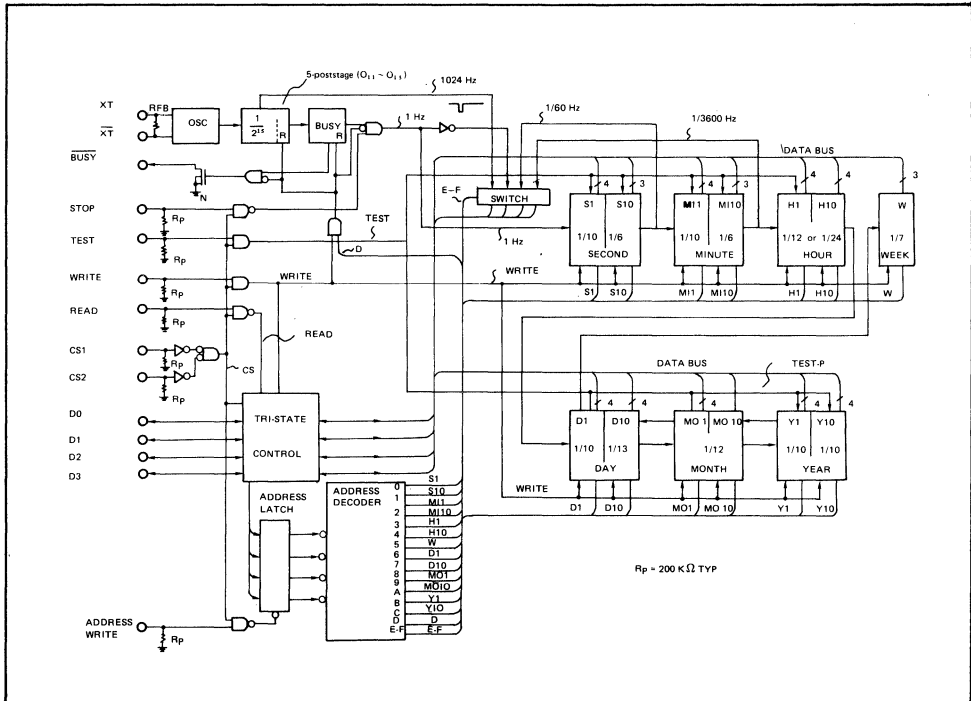 5-poststage (O11 ~ O15)
1024 Hz
XT
RFB
OSC
1
2^15
R
BUSY
R
1 Hz
1/60 Hz
1/3600 Hz
XT
BUSY
N
DATA BUS
4
3
4
3
4
4
3
E-F
SWITCH
S1
S10
MI1
MI10
H1
H10
W
STOP
RP
TEST
D
1 Hz
1/10
1/6
1/10
1/6
1/12 or 1/24
1/7
SECOND
MINUTE
HOUR
WEEK
TEST
RP
WRITE
WRITE
WRITE
RP
S1
S10
MI1
MI10
H1
H10
W
READ
RP
READ
CS1
RP
CS
CS2
RP
DATA BUS
TEST-P
4
4
4
4
4
D0
D1
D2
D3
TRI-STATE
CONTROL
D1
D10
MO 1
MO 10
Y1
Y10
1/10
1/13
1/12
1/10
1/10
DAY
MONTH
YEAR
WRITE
D1
D10
MO1
MO 10
Y1
Y10
ADDRESS
LATCH
ADDRESS
DECODER
0 S1
1 S10
2 MI1
3 MI10
4 H1
5 H10
6 W
7 D1
8 D10
9 MO1
A MO10
B Y1
C Y10
D D
E-F E-F
RP = 200 KΩ TYP
ADDRESS
WRITE
RP